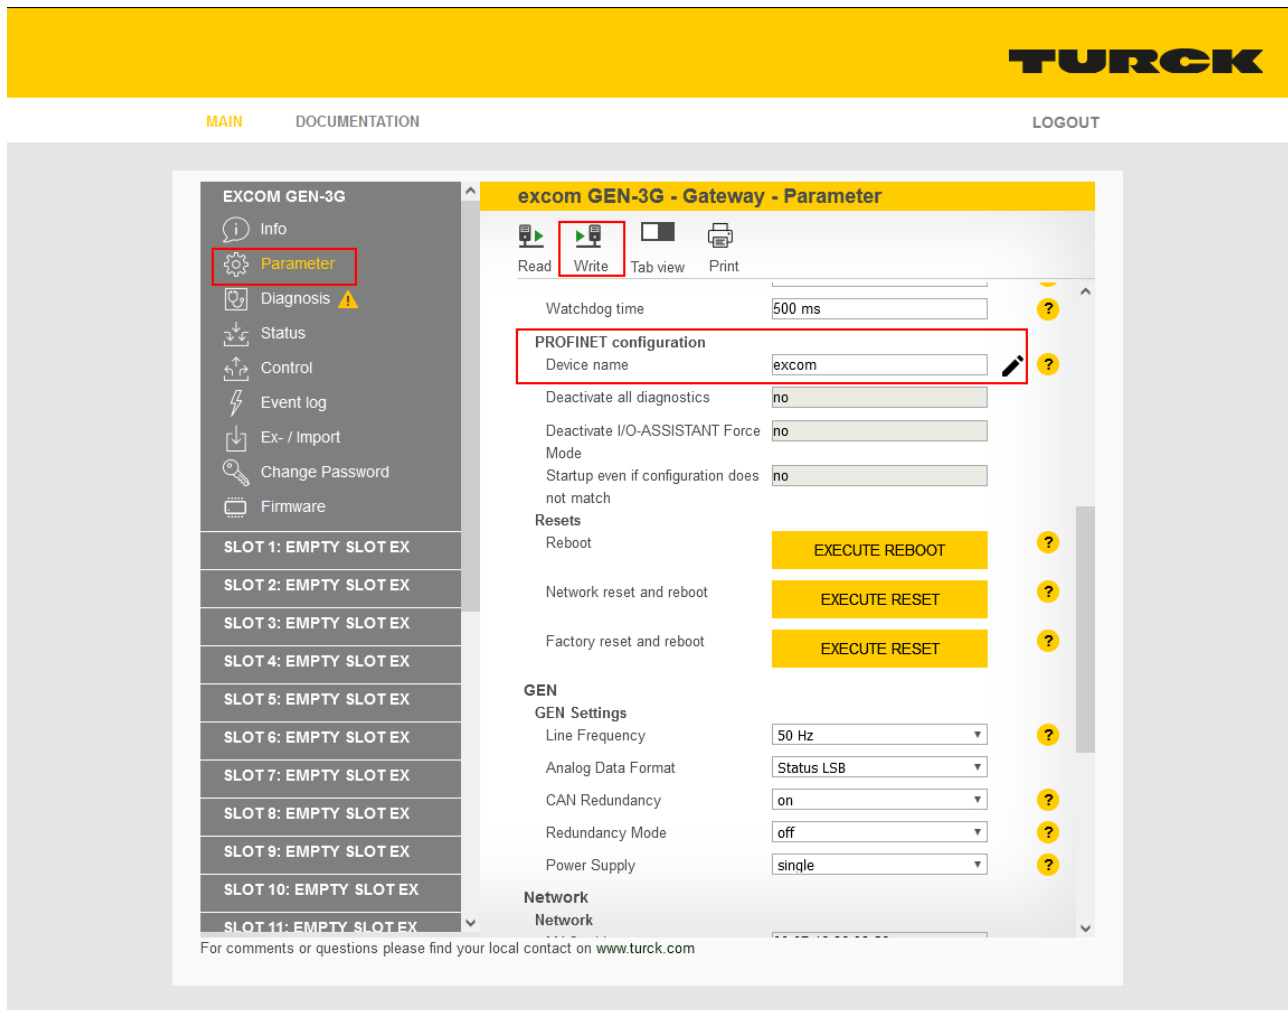 TURCK
MAIN DOCUMENTATION LOGOUT
EXCOM GEN-3G
Info
Parameter
Diagnosis
Status
Control
Event log
Ex- / Import
Change Password
Firmware
SLOT 1: EMPTY SLOT EX
SLOT 2: EMPTY SLOT EX
SLOT 3: EMPTY SLOT EX
SLOT 4: EMPTY SLOT EX
SLOT 5: EMPTY SLOT EX
SLOT 6: EMPTY SLOT EX
SLOT 7: EMPTY SLOT EX
SLOT 8: EMPTY SLOT EX
SLOT 9: EMPTY SLOT EX
SLOT 10: EMPTY SLOT EX
SLOT 11: EMPTY SLOT EX
excom GEN-3G - Gateway - Parameter
Read Write Tab view Print
Watchdog time 500 ms ?
PROFINET configuration
Device name excom ?
Deactivate all diagnostics no
Deactivate I/O-ASSISTANT Force no
Mode
Startup even if configuration does no
not match
Resets
Reboot EXECUTE REBOOT ?
Network reset and reboot EXECUTE RESET ?
Factory reset and reboot EXECUTE RESET ?
GEN
GEN Settings
Line Frequency 50 Hz ?
Analog Data Format Status LSB
CAN Redundancy on ?
Redundancy Mode off ?
Power Supply single ?
Network
Network
For comments or questions please find your local contact on www.turck.com